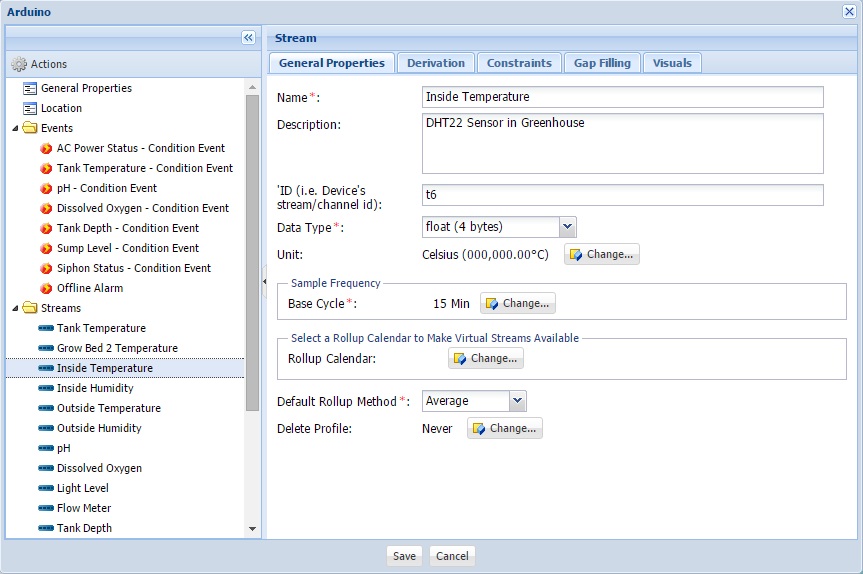 Arduino
Actions
General Properties
Location
Events
AC Power Status - Condition Event
Tank Temperature - Condition Event
pH - Condition Event
Dissolved Oxygen - Condition Event
Tank Depth - Condition Event
Sump Level - Condition Event
Siphon Status - Condition Event
Offline Alarm
Streams
Tank Temperature
Grow Bed 2 Temperature
Inside Temperature
Inside Humidity
Outside Temperature
Outside Humidity
pH
Dissolved Oxygen
Light Level
Flow Meter
Tank Depth
Stream
General Properties Derivation Constraints Gap Filling Visuals
Name*: Inside Temperature
Description: DHT22 Sensor in Greenhouse
'ID (i.e. Device's
stream/channel id): t6
Data Type*: float (4 bytes)
Unit: Celsius (000,000.00°C) Change...
Sample Frequency
Base Cycle*: 15 Min Change...
Select a Rollup Calendar to Make Virtual Streams Available
Rollup Calendar: Change...
Default Rollup Method*: Average
Delete Profile: Never Change...
Save Cancel